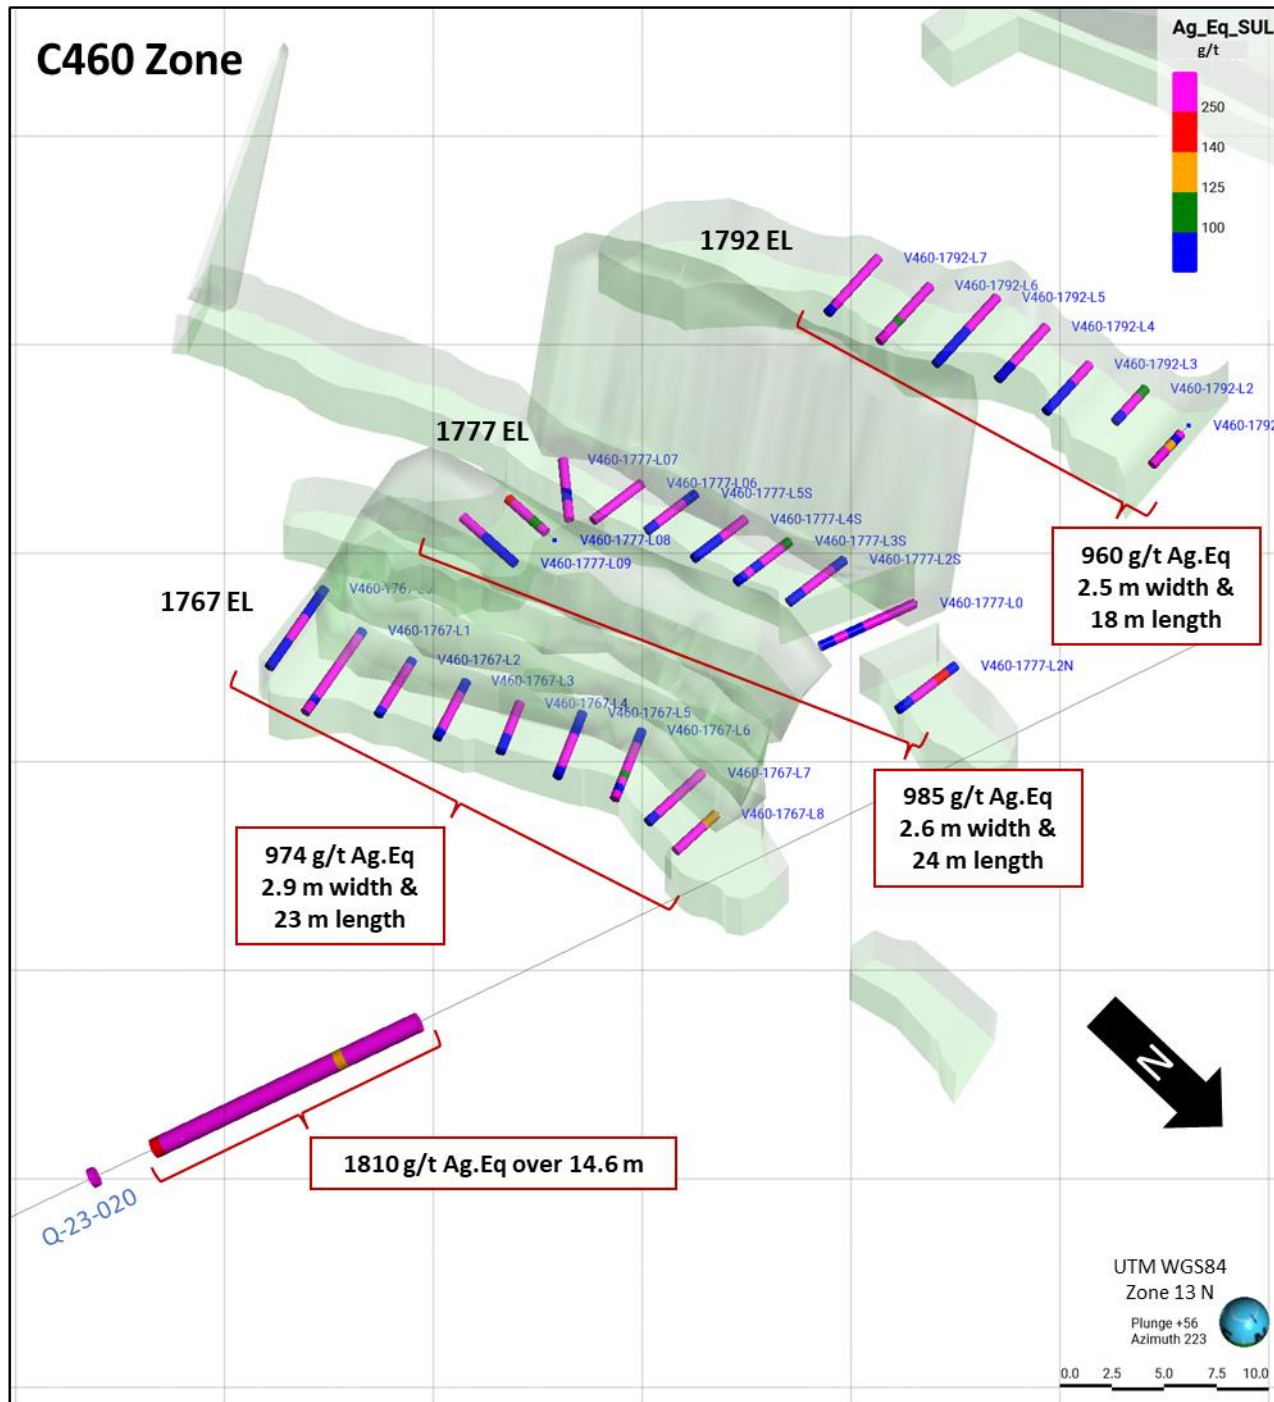 C460 Zone
Ag_Eq_SUL
g/t
250
140
125
100
1792 EL
V460-1792-L7
V460-1792-L6
V460-1792-L5
V460-1792-L4
V460-1792-L3
V460-1792-L2
V460-1792
1777 EL
V460-1777-L07
V460-1777-L06
V460-1777-L5S
V460-1777-L4S
V460-1777-L3S
V460-1777-L2S
V460-1777-L08
V460-1777-L09
V460-1777-L0
V460-1777-L2N
960 g/t Ag.Eq
2.5 m width &
18 m length
1767 EL
V460-1767-L1
V460-1767-L2
V460-1767-L3
V460-1767-L4
V460-1767-L5
V460-1767-L6
V460-1767-L7
V460-1767-L8
985 g/t Ag.Eq
2.6 m width &
24 m length
974 g/t Ag.Eq
2.9 m width &
23 m length
N
1810 g/t Ag.Eq over 14.6 m
Q-23-020
UTM WGS84
Zone 13 N
Plunge +56
Azimuth 223
0.0 2.5 5.0 7.5 10.0